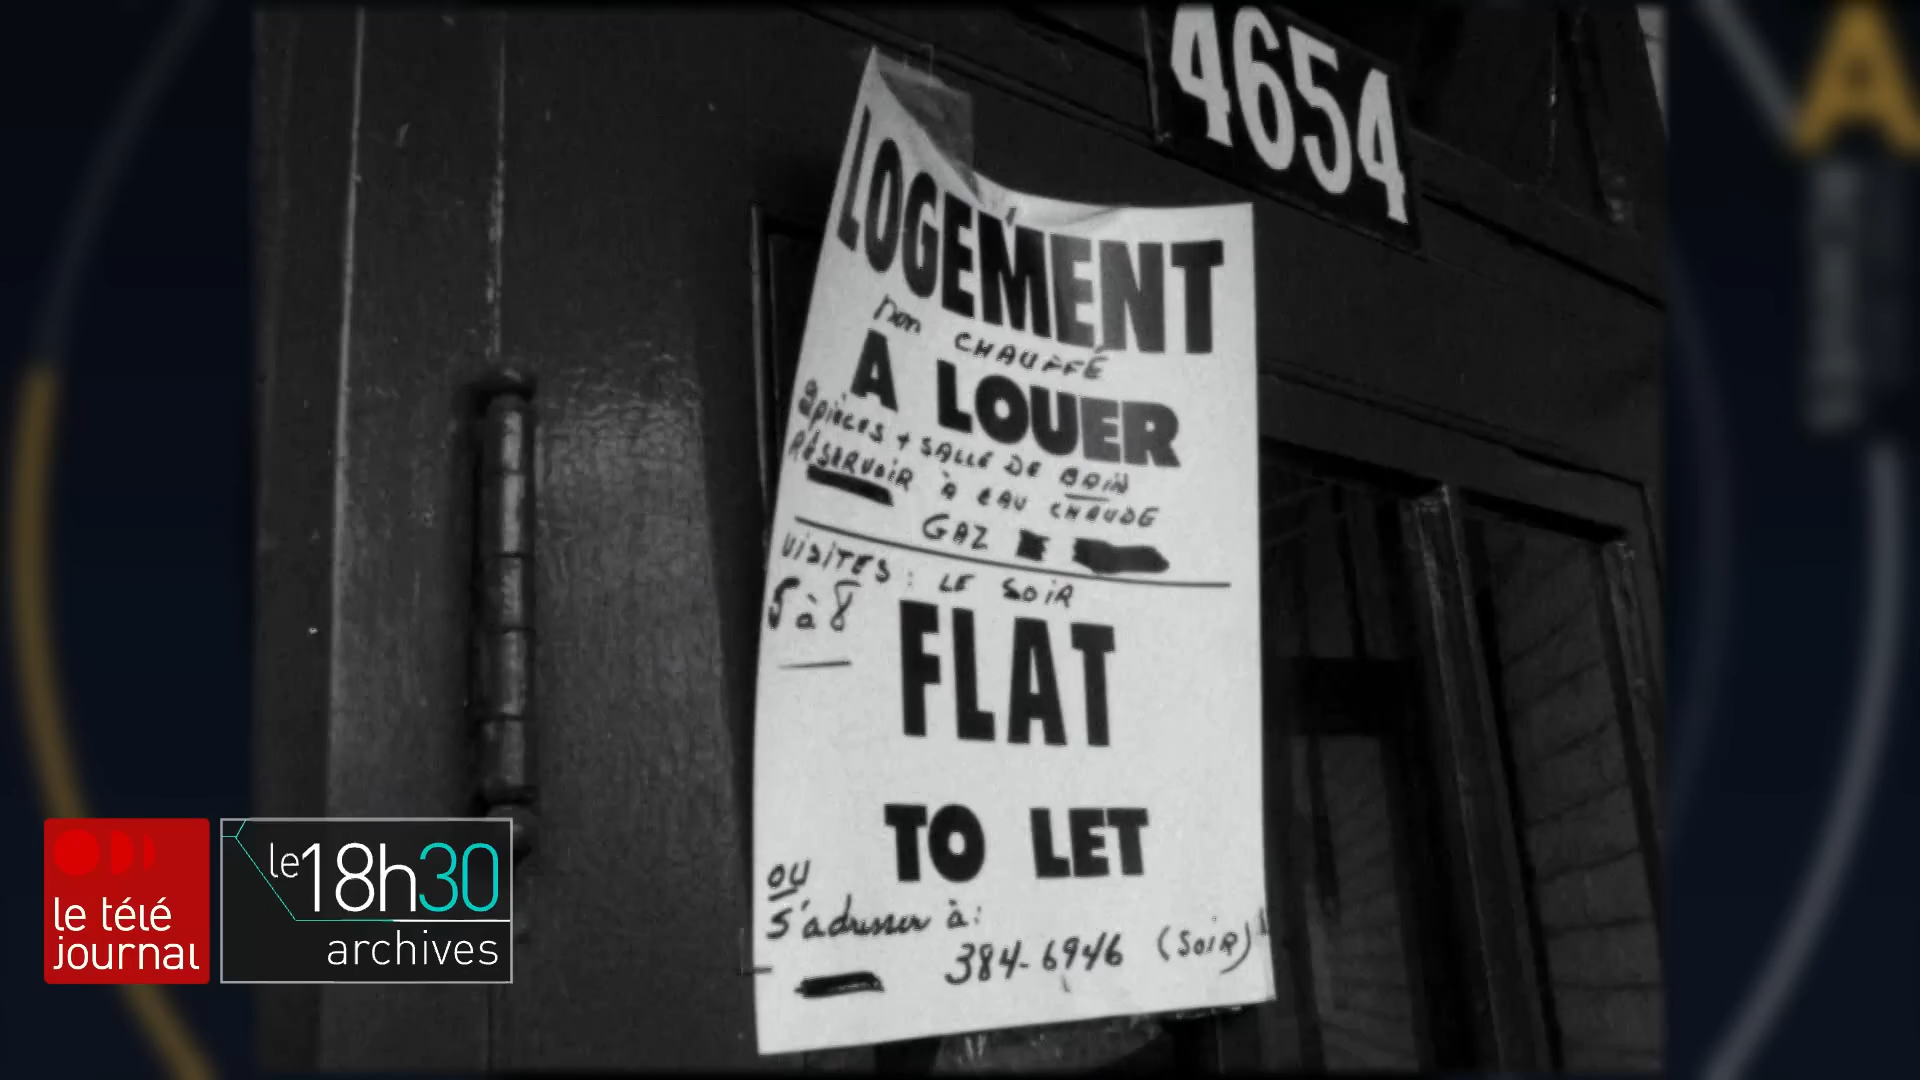 4654
LOGEMENT
non CHAUFFÉ
A LOUER
2 pièces + SALLE DE BAIN
RÉSERVOIR À EAU CHAUDE
GAZ
VISITES : LE SOIR
5 à 8
FLAT
TO LET
OU
s'adresser à:
384-6946 (SOIR)
le télé
journal
le 18h30
archives
A